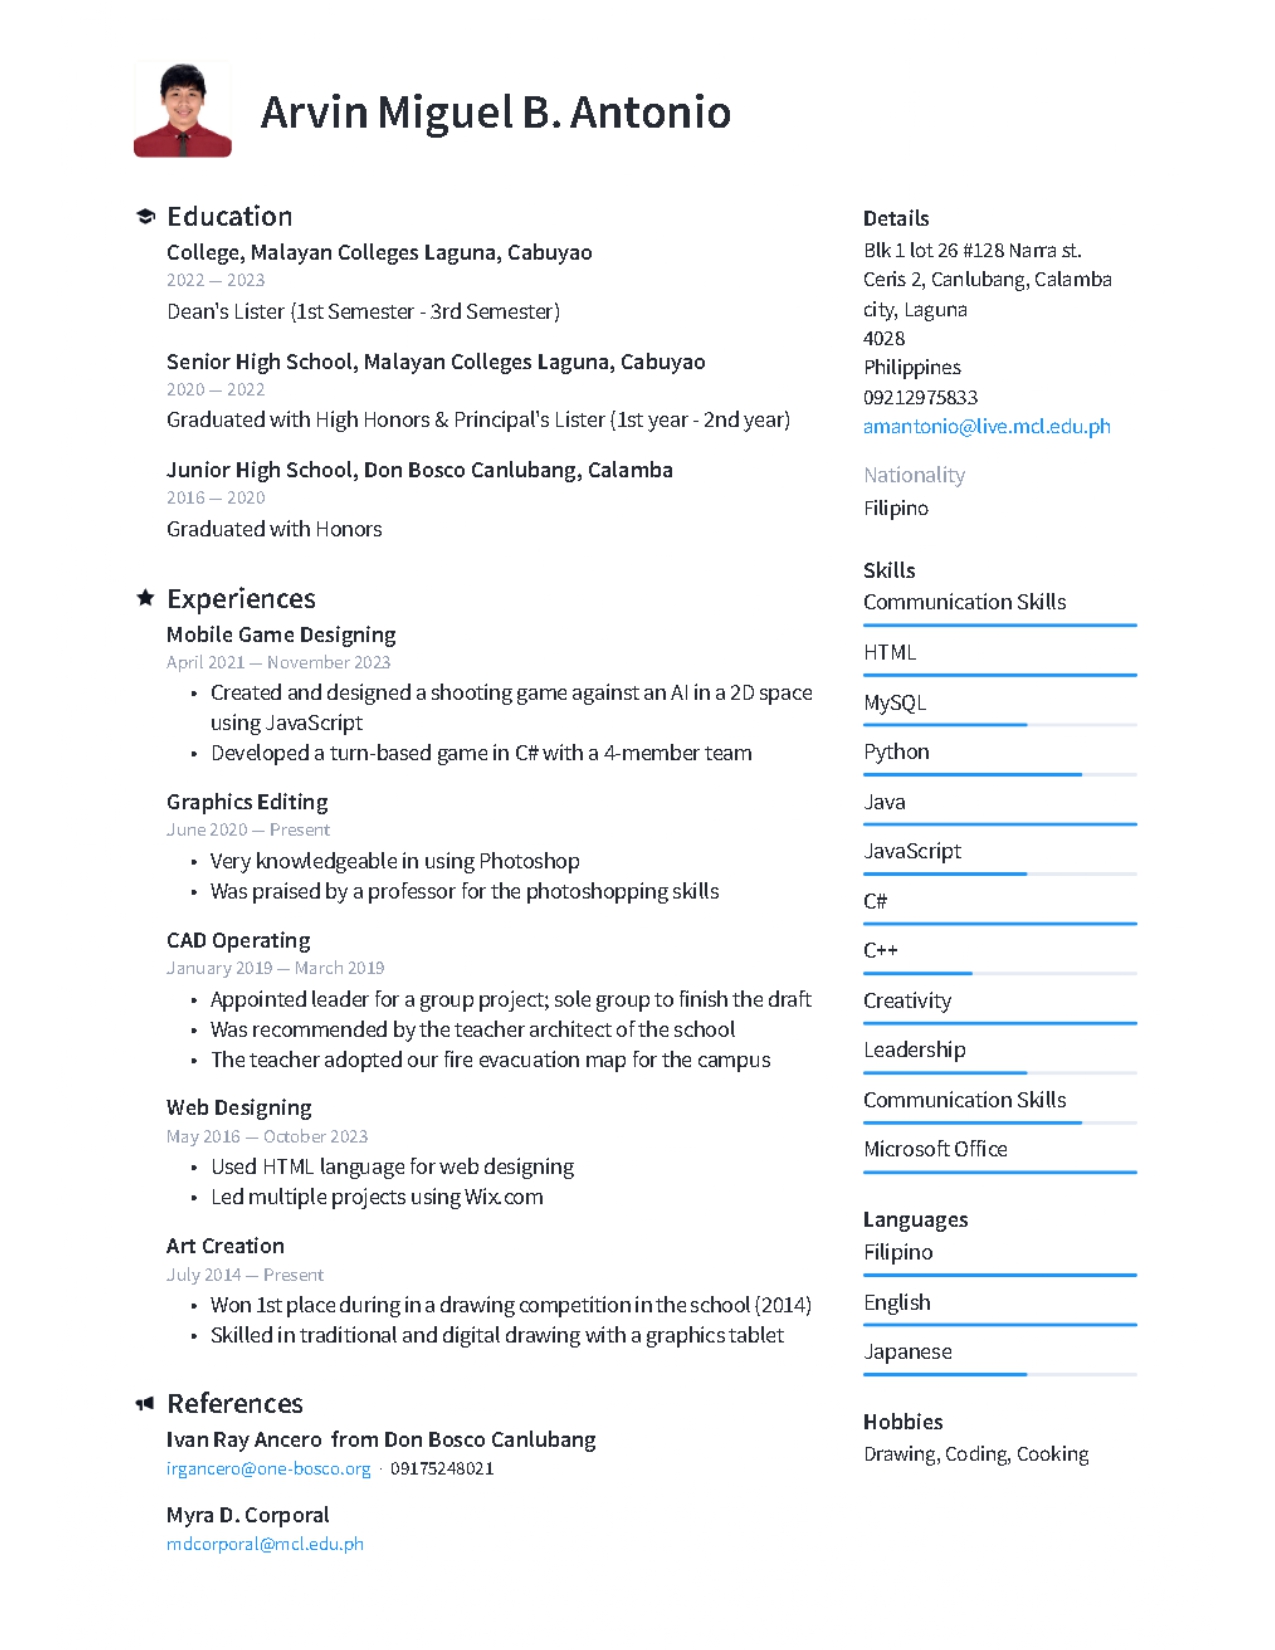 Arvin Miguel B. Antonio
Education
College, Malayan Colleges Laguna, Cabuyao
2022 — 2023
Dean's Lister (1st Semester - 3rd Semester)
Senior High School, Malayan Colleges Laguna, Cabuyao
2020 — 2022
Graduated with High Honors & Principal's Lister (1st year - 2nd year)
Junior High School, Don Bosco Canlubang, Calamba
2016 — 2020
Graduated with Honors
Experiences
Mobile Game Designing
April 2021 — November 2023
• Created and designed a shooting game against an AI in a 2D space
using JavaScript
• Developed a turn-based game in C# with a 4-member team
Graphics Editing
June 2020 — Present
• Very knowledgeable in using Photoshop
• Was praised by a professor for the photoshopping skills
CAD Operating
January 2019 — March 2019
• Appointed leader for a group project; sole group to finish the draft
• Was recommended by the teacher architect of the school
• The teacher adopted our fire evacuation map for the campus
Web Designing
May 2016 — October 2023
• Used HTML language for web designing
• Led multiple projects using Wix.com
Art Creation
July 2014 — Present
• Won 1st place during in a drawing competition in the school (2014)
• Skilled in traditional and digital drawing with a graphics tablet
References
Ivan Ray Ancero from Don Bosco Canlubang
irgancero@one-bosco.org · 09175248021
Myra D. Corporal
mdcorporal@mcl.edu.ph
Details
Blk 1 lot 26 #128 Narra st.
Ceris 2, Canlubang, Calamba
city, Laguna
4028
Philippines
09212975833
amantonio@live.mcl.edu.ph
Nationality
Filipino
Skills
Communication Skills
HTML
MySQL
Python
Java
JavaScript
C#
C++
Creativity
Leadership
Communication Skills
Microsoft Office
Languages
Filipino
English
Japanese
Hobbies
Drawing, Coding, Cooking